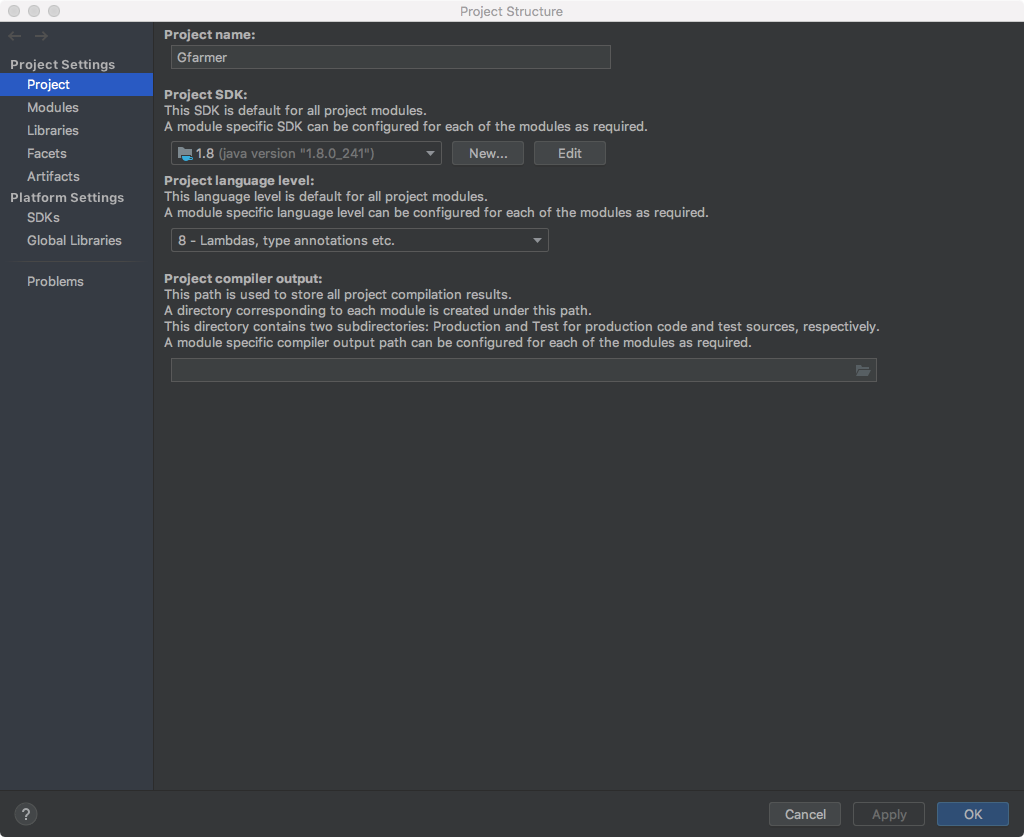 Project Structure
Project Settings
Project
Modules
Libraries
Facets
Artifacts
Platform Settings
SDKs
Global Libraries
Problems
Project name:
Gfarmer
Project SDK:
This SDK is default for all project modules.
A module specific SDK can be configured for each of the modules as required.
1.8 (java version "1.8.0_241")
New...
Edit
Project language level:
This language level is default for all project modules.
A module specific language level can be configured for each of the modules as required.
8 - Lambdas, type annotations etc.
Project compiler output:
This path is used to store all project compilation results.
A directory corresponding to each module is created under this path.
This directory contains two subdirectories: Production and Test for production code and test sources, respectively.
A module specific compiler output path can be configured for each of the modules as required.
?
Cancel
Apply
OK